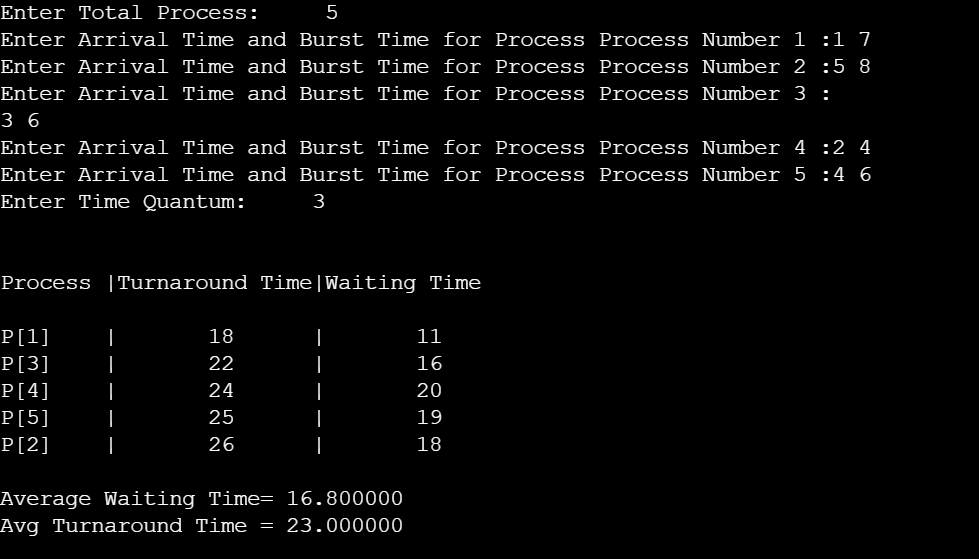 Enter Total Process:     5
Enter Arrival Time and Burst Time for Process Process Number 1 :1 7
Enter Arrival Time and Burst Time for Process Process Number 2 :5 8
Enter Arrival Time and Burst Time for Process Process Number 3 :
3 6
Enter Arrival Time and Burst Time for Process Process Number 4 :2 4
Enter Arrival Time and Burst Time for Process Process Number 5 :4 6
Enter Time Quantum:     3
Process |Turnaround Time|Waiting Time
P[1]    |       18      |       11
P[3]    |       22      |       16
P[4]    |       24      |       20
P[5]    |       25      |       19
P[2]    |       26      |       18
Average Waiting Time= 16.800000
Avg Turnaround Time = 23.000000